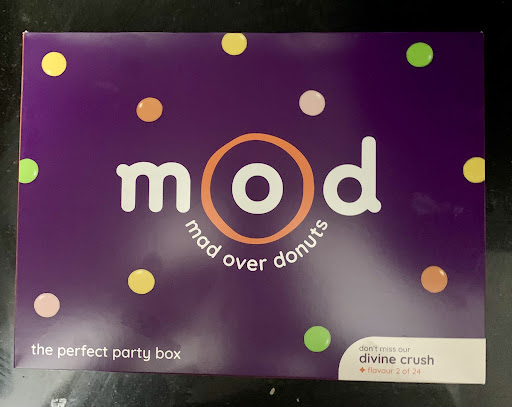 mod
mad over donuts
the perfect party box
don't miss our
divine crush
flavour 2 of 24